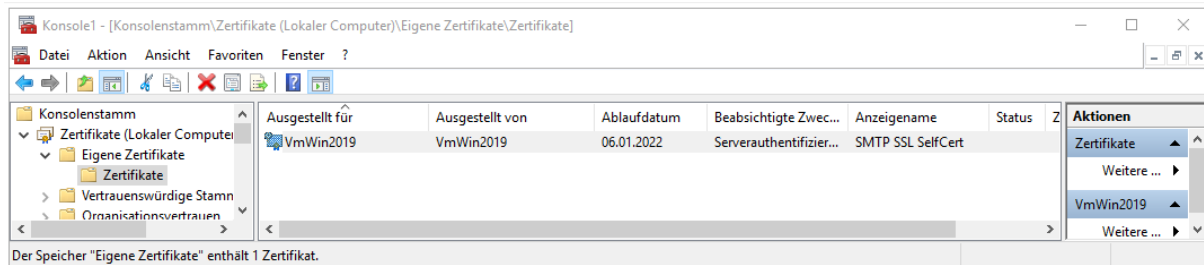 Konsole1 - [Konsolenstamm\Zertifikate (Lokaler Computer)\Eigene Zertifikate\Zertifikate]
Datei Aktion Ansicht Favoriten Fenster ?
Konsolenstamm
Zertifikate (Lokaler Computer
Eigene Zertifikate
Zertifikate
Vertrauenswürdige Stamn
Organisationsvertrauen
Ausgestellt für Ausgestellt von Ablaufdatum Beabsichtigte Zwec... Anzeigename Status Z
VmWin2019 VmWin2019 06.01.2022 Serverauthentifizier... SMTP SSL SelfCert
Aktionen
Zertifikate
Weitere ...
VmWin2019
Weitere ...
Der Speicher "Eigene Zertifikate" enthält 1 Zertifikat.